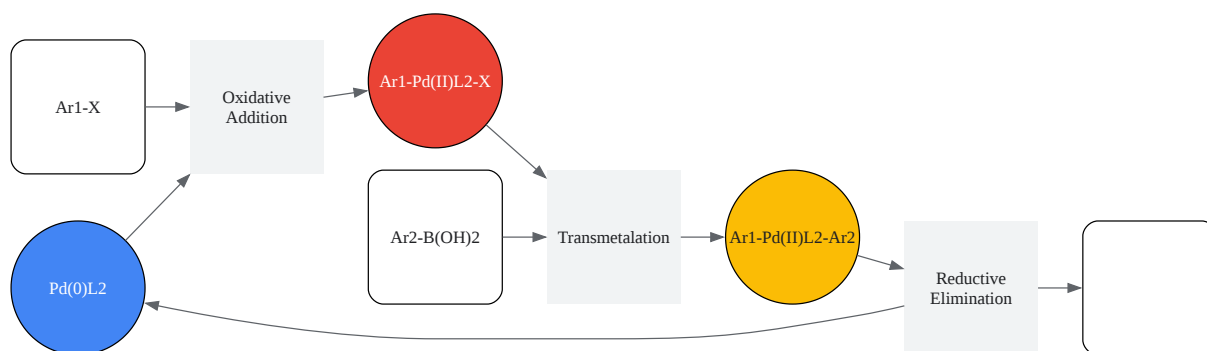 Ar1-X
Oxidative
Addition
Ar1-Pd(II)L2-X
Pd(0)L2
Ar2-B(OH)2
Transmetalation
Ar1-Pd(II)L2-Ar2
Reductive
Elimination